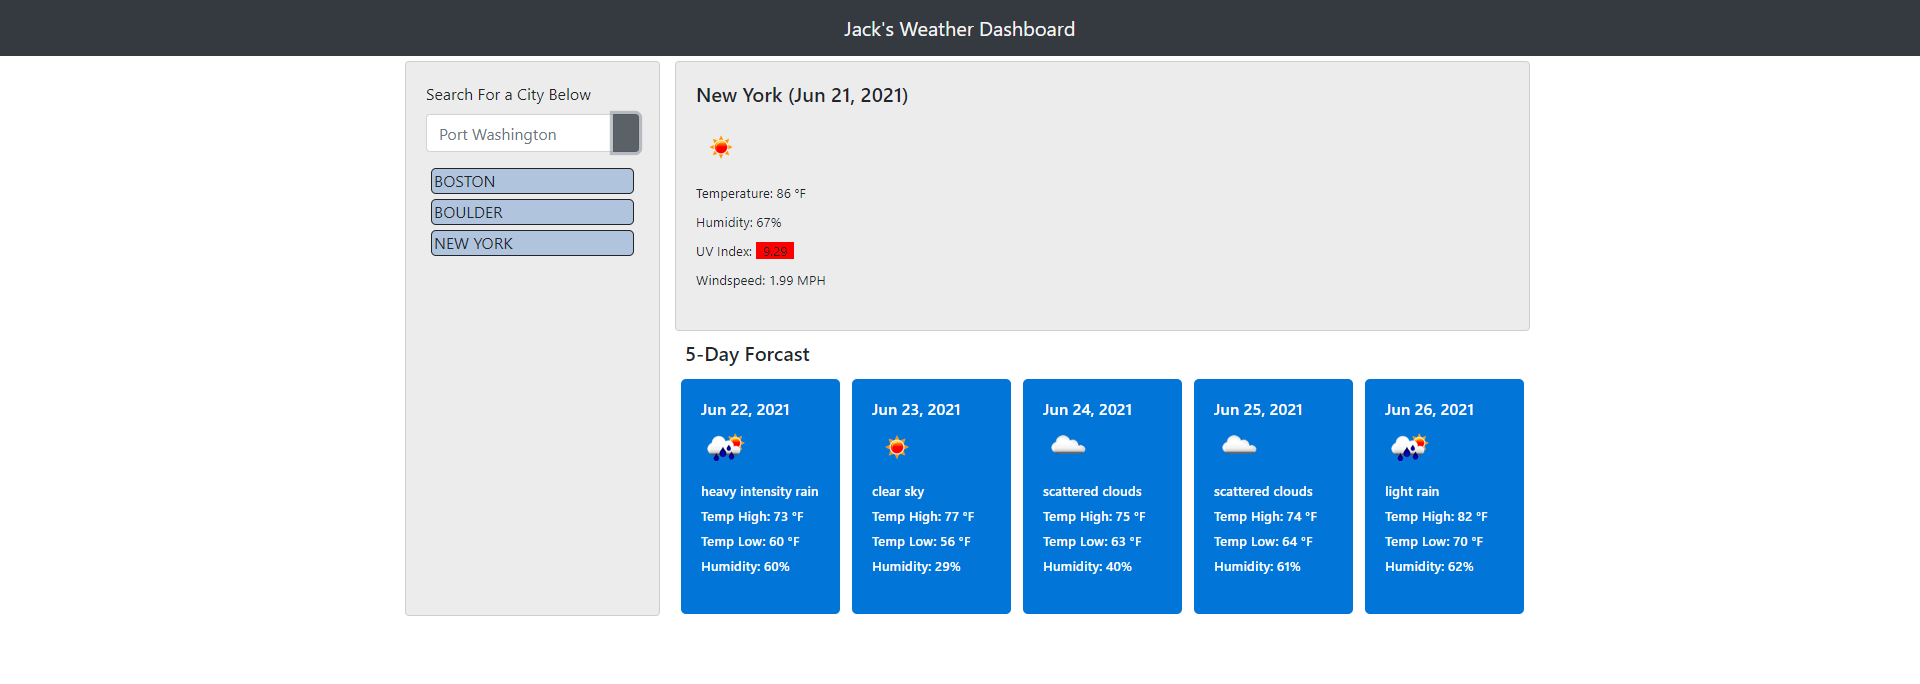 Jack's Weather Dashboard
Search For a City Below
Port Washington
BOSTON
BOULDER
NEW YORK
New York (Jun 21, 2021)
Temperature: 86 °F
Humidity: 67%
UV Index: 9.29
Windspeed: 1.99 MPH
5-Day Forcast
Jun 22, 2021
heavy intensity rain
Temp High: 73 °F
Temp Low: 60 °F
Humidity: 60%
Jun 23, 2021
clear sky
Temp High: 77 °F
Temp Low: 56 °F
Humidity: 29%
Jun 24, 2021
scattered clouds
Temp High: 75 °F
Temp Low: 63 °F
Humidity: 40%
Jun 25, 2021
scattered clouds
Temp High: 74 °F
Temp Low: 64 °F
Humidity: 61%
Jun 26, 2021
light rain
Temp High: 82 °F
Temp Low: 70 °F
Humidity: 62%